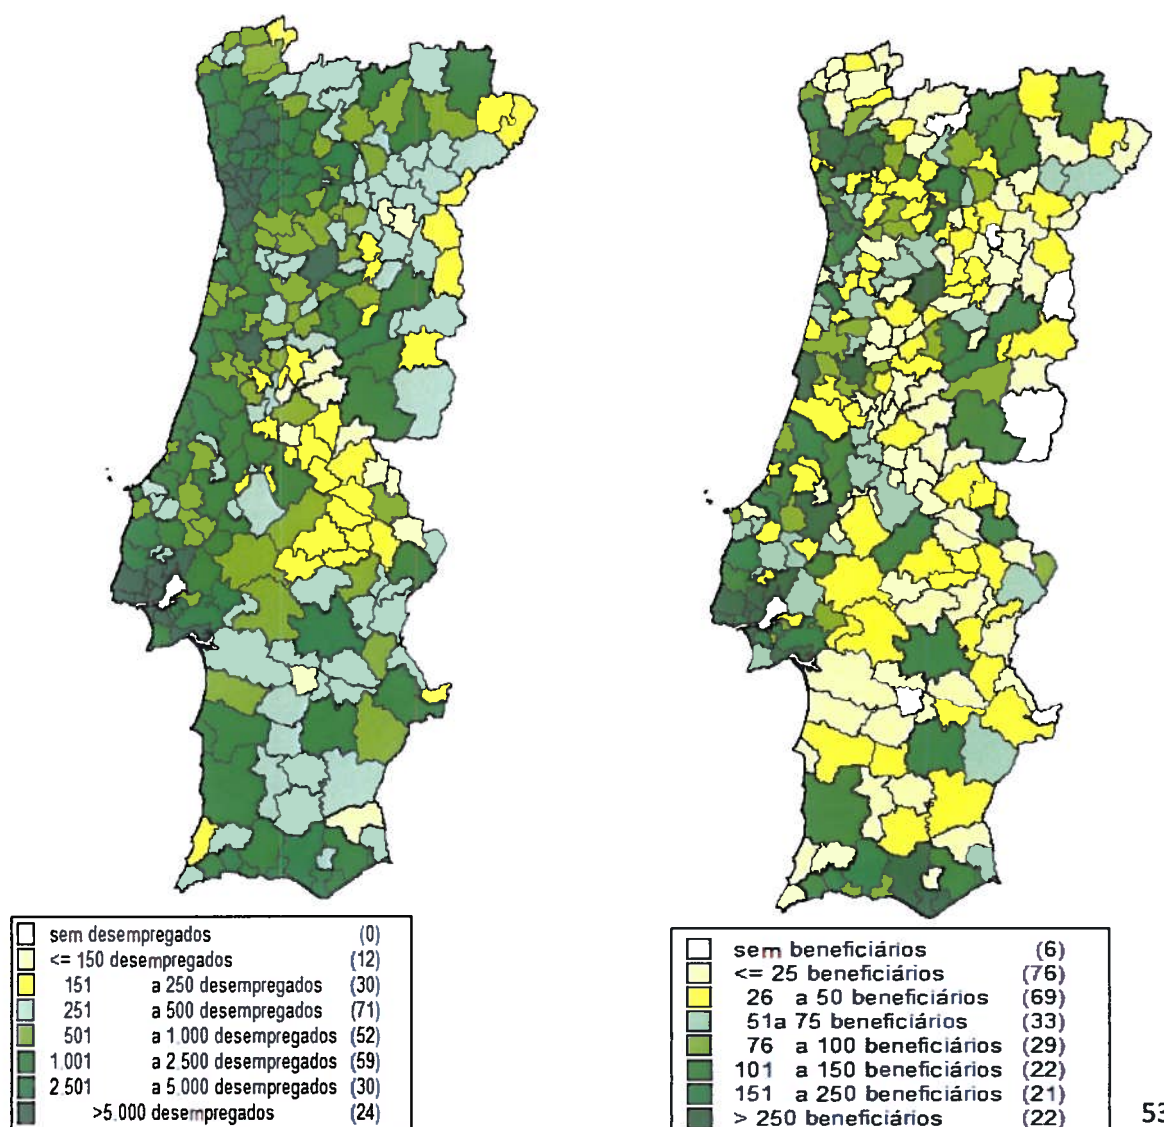 sem desempregados (0)
<= 150 desempregados (12)
151 a 250 desempregados (30)
251 a 500 desempregados (71)
501 a 1.000 desempregados (52)
1.001 a 2.500 desempregados (59)
2.501 a 5.000 desempregados (30)
>5.000 desempregados (24)
sem beneficiários (6)
<= 25 beneficiários (76)
26 a 50 beneficiários (69)
51a 75 beneficiários (33)
76 a 100 beneficiários (29)
101 a 150 beneficiários (22)
151 a 250 beneficiários (21)
> 250 beneficiários (22)
53